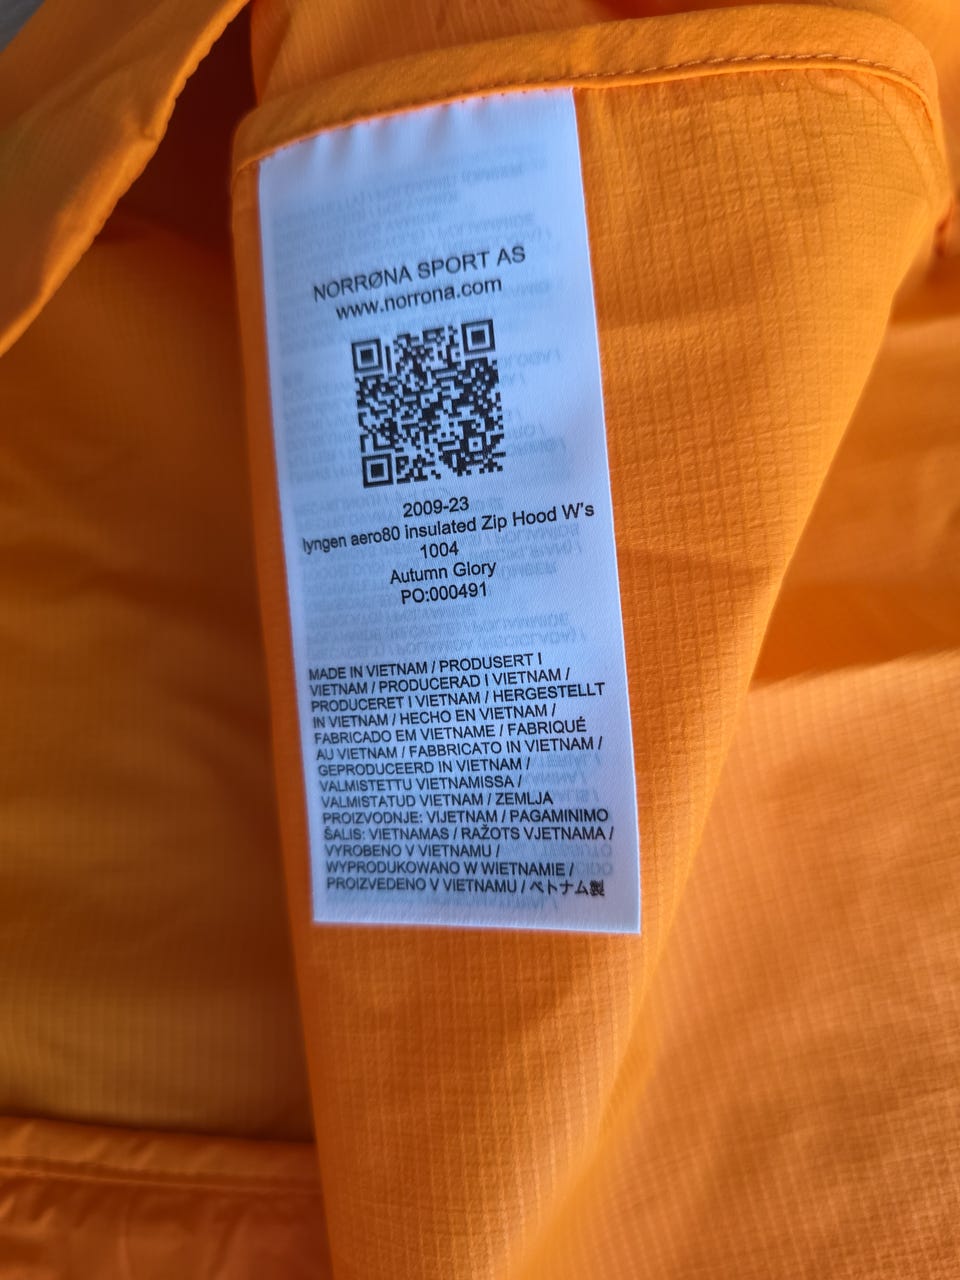 NORRØNA SPORT AS
www.norrona.com
2009-23
lyngen aero80 insulated Zip Hood W's
1004
Autumn Glory
PO:000491
MADE IN VIETNAM / PRODUSERT I
VIETNAM / PRODUCERAD I VIETNAM /
PRODUCERET I VIETNAM / HERGESTELLT
IN VIETNAM / HECHO EN VIETNAM /
FABRICADO EM VIETNAME / FABRIQUÉ
AU VIETNAM / FABBRICATO IN VIETNAM /
GEPRODUCEERD IN VIETNAM /
VALMISTETTU VIETNAMISSA /
VALMISTATUD VIETNAM / ZEMLJA
PROIZVODNJE: VIJETNAM / PAGAMINIMO
ŠALIS: VIETNAMAS / RAŽOTS VJETNAMA /
VYROBENO V VIETNAMU /
WYPRODUKOWANO W WIETNAMIE /
PROIZVEDENO V VIETNAMU / ベトナム製